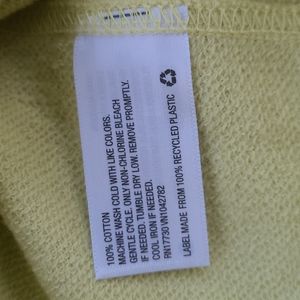 100% COTTON
MACHINE WASH COLD WITH LIKE COLORS.
GENTLE CYCLE. ONLY NON-CHLORINE BLEACH
IF NEEDED. TUMBLE DRY LOW. REMOVE PROMPTLY.
COOL IRON IF NEEDED.
RN17730 VN1042782
LABEL MADE FROM 100% RECYCLED PLASTIC